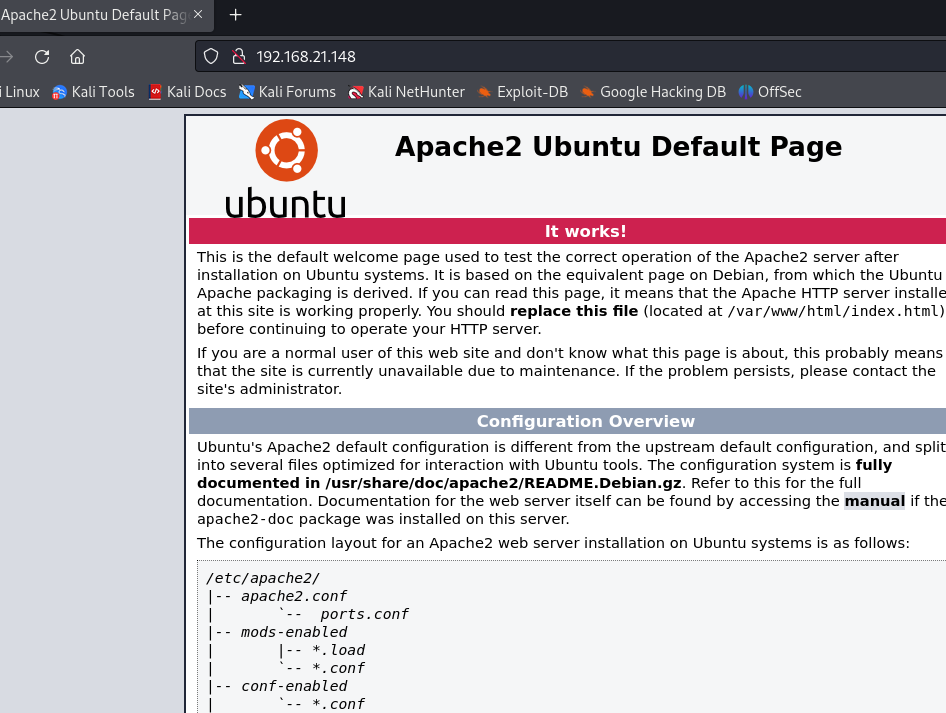 Apache2 Ubuntu Default Pag
192.168.21.148
i Linux Kali Tools Kali Docs Kali Forums Kali NetHunter Exploit-DB Google Hacking DB OffSec
ubuntu
Apache2 Ubuntu Default Page
It works!
This is the default welcome page used to test the correct operation of the Apache2 server after
installation on Ubuntu systems. It is based on the equivalent page on Debian, from which the Ubuntu
Apache packaging is derived. If you can read this page, it means that the Apache HTTP server installe
at this site is working properly. You should replace this file (located at /var/www/html/index.html)
before continuing to operate your HTTP server.
If you are a normal user of this web site and don't know what this page is about, this probably means
that the site is currently unavailable due to maintenance. If the problem persists, please contact the
site's administrator.
Configuration Overview
Ubuntu's Apache2 default configuration is different from the upstream default configuration, and split
into several files optimized for interaction with Ubuntu tools. The configuration system is fully
documented in /usr/share/doc/apache2/README.Debian.gz. Refer to this for the full
documentation. Documentation for the web server itself can be found by accessing the manual if the
apache2-doc package was installed on this server.
The configuration layout for an Apache2 web server installation on Ubuntu systems is as follows:
/etc/apache2/
|-- apache2.conf
|       `--  ports.conf
|-- mods-enabled
|       |-- *.load
|       `-- *.conf
|-- conf-enabled
|       `-- *.conf